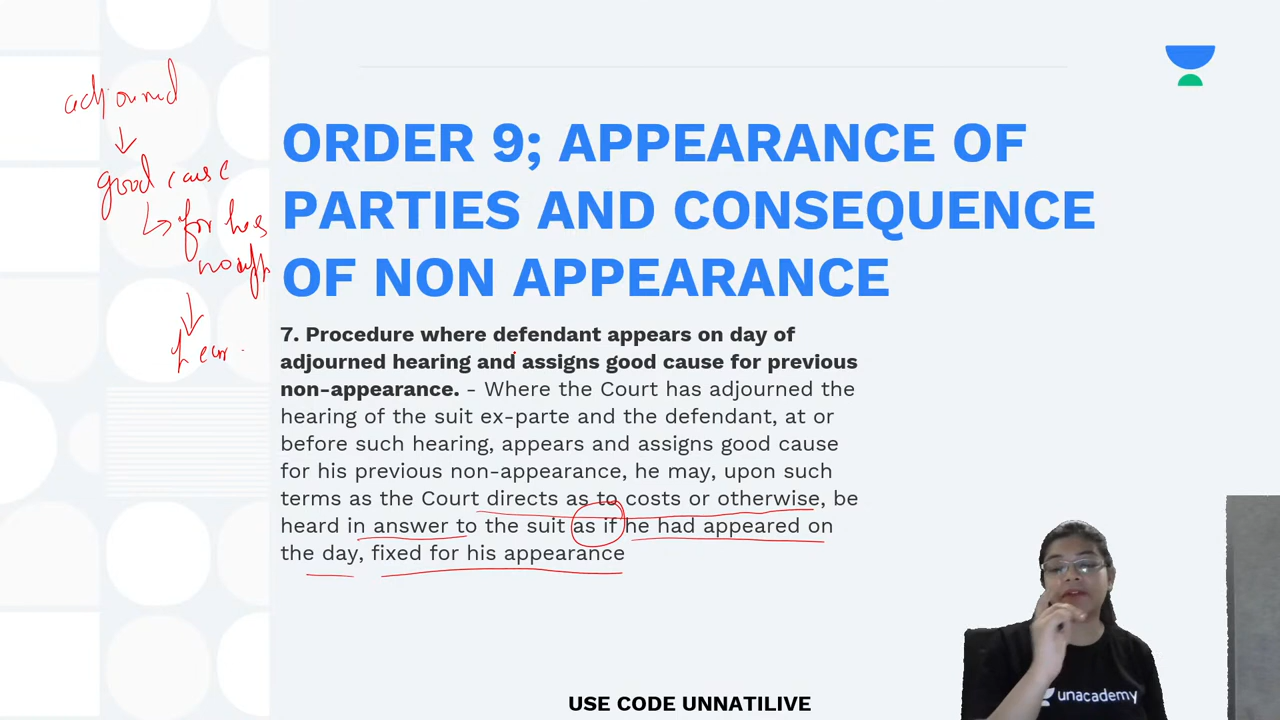 adjourned
good cause
for his
hear.
ORDER 9; APPEARANCE OF
PARTIES AND CONSEQUENCE
OF NON APPEARANCE
7. Procedure where defendant appears on day of
adjourned hearing and assigns good cause for previous
non-appearance. - Where the Court has adjourned the
hearing of the suit ex-parte and the defendant, at or
before such hearing, appears and assigns good cause
for his previous non-appearance, he may, upon such
terms as the Court directs as to costs or otherwise, be
heard in answer to the suit as if he had appeared on
the day, fixed for his appearance
unacademy
USE CODE UNNATILIVE